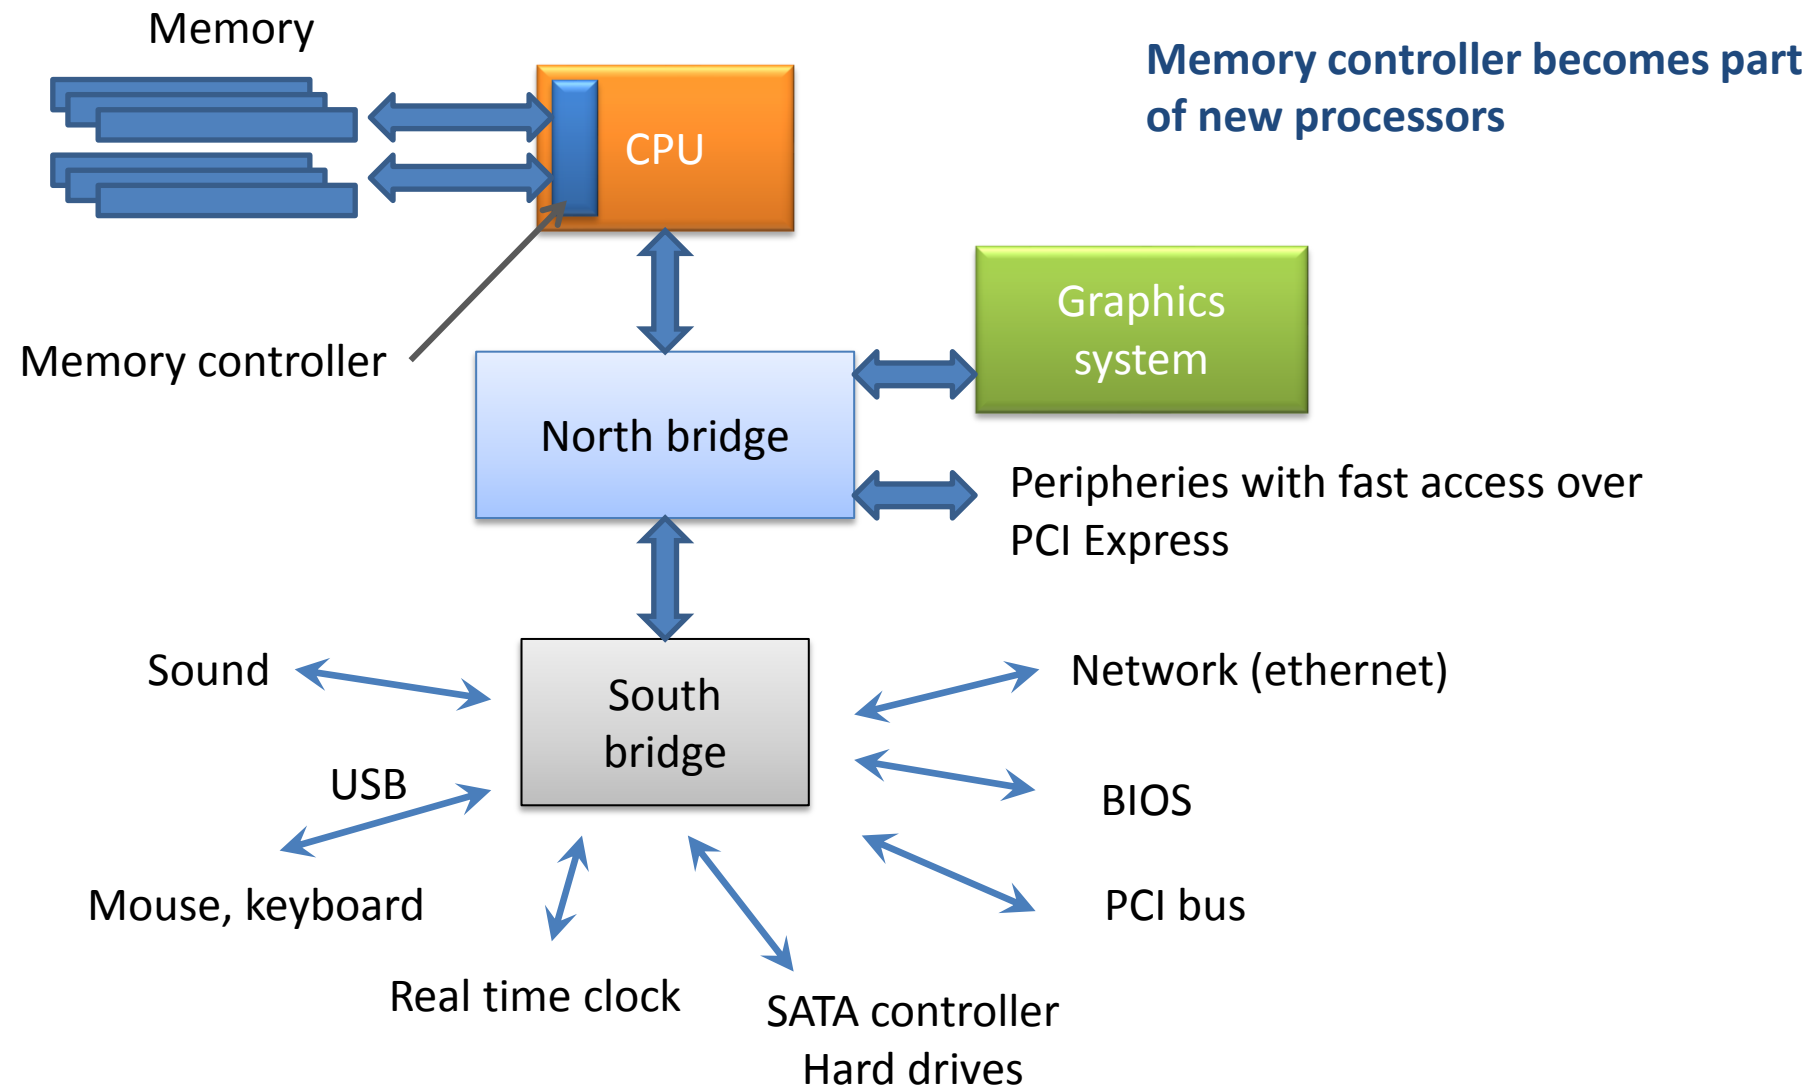 Memory
Memory controller becomes part
of new processors
CPU
Graphics
system
Memory controller
North bridge
Peripheries with fast access over
PCI Express
Sound
South
bridge
Network (ethernet)
USB
BIOS
Mouse, keyboard
PCI bus
Real time clock
SATA controller
Hard drives